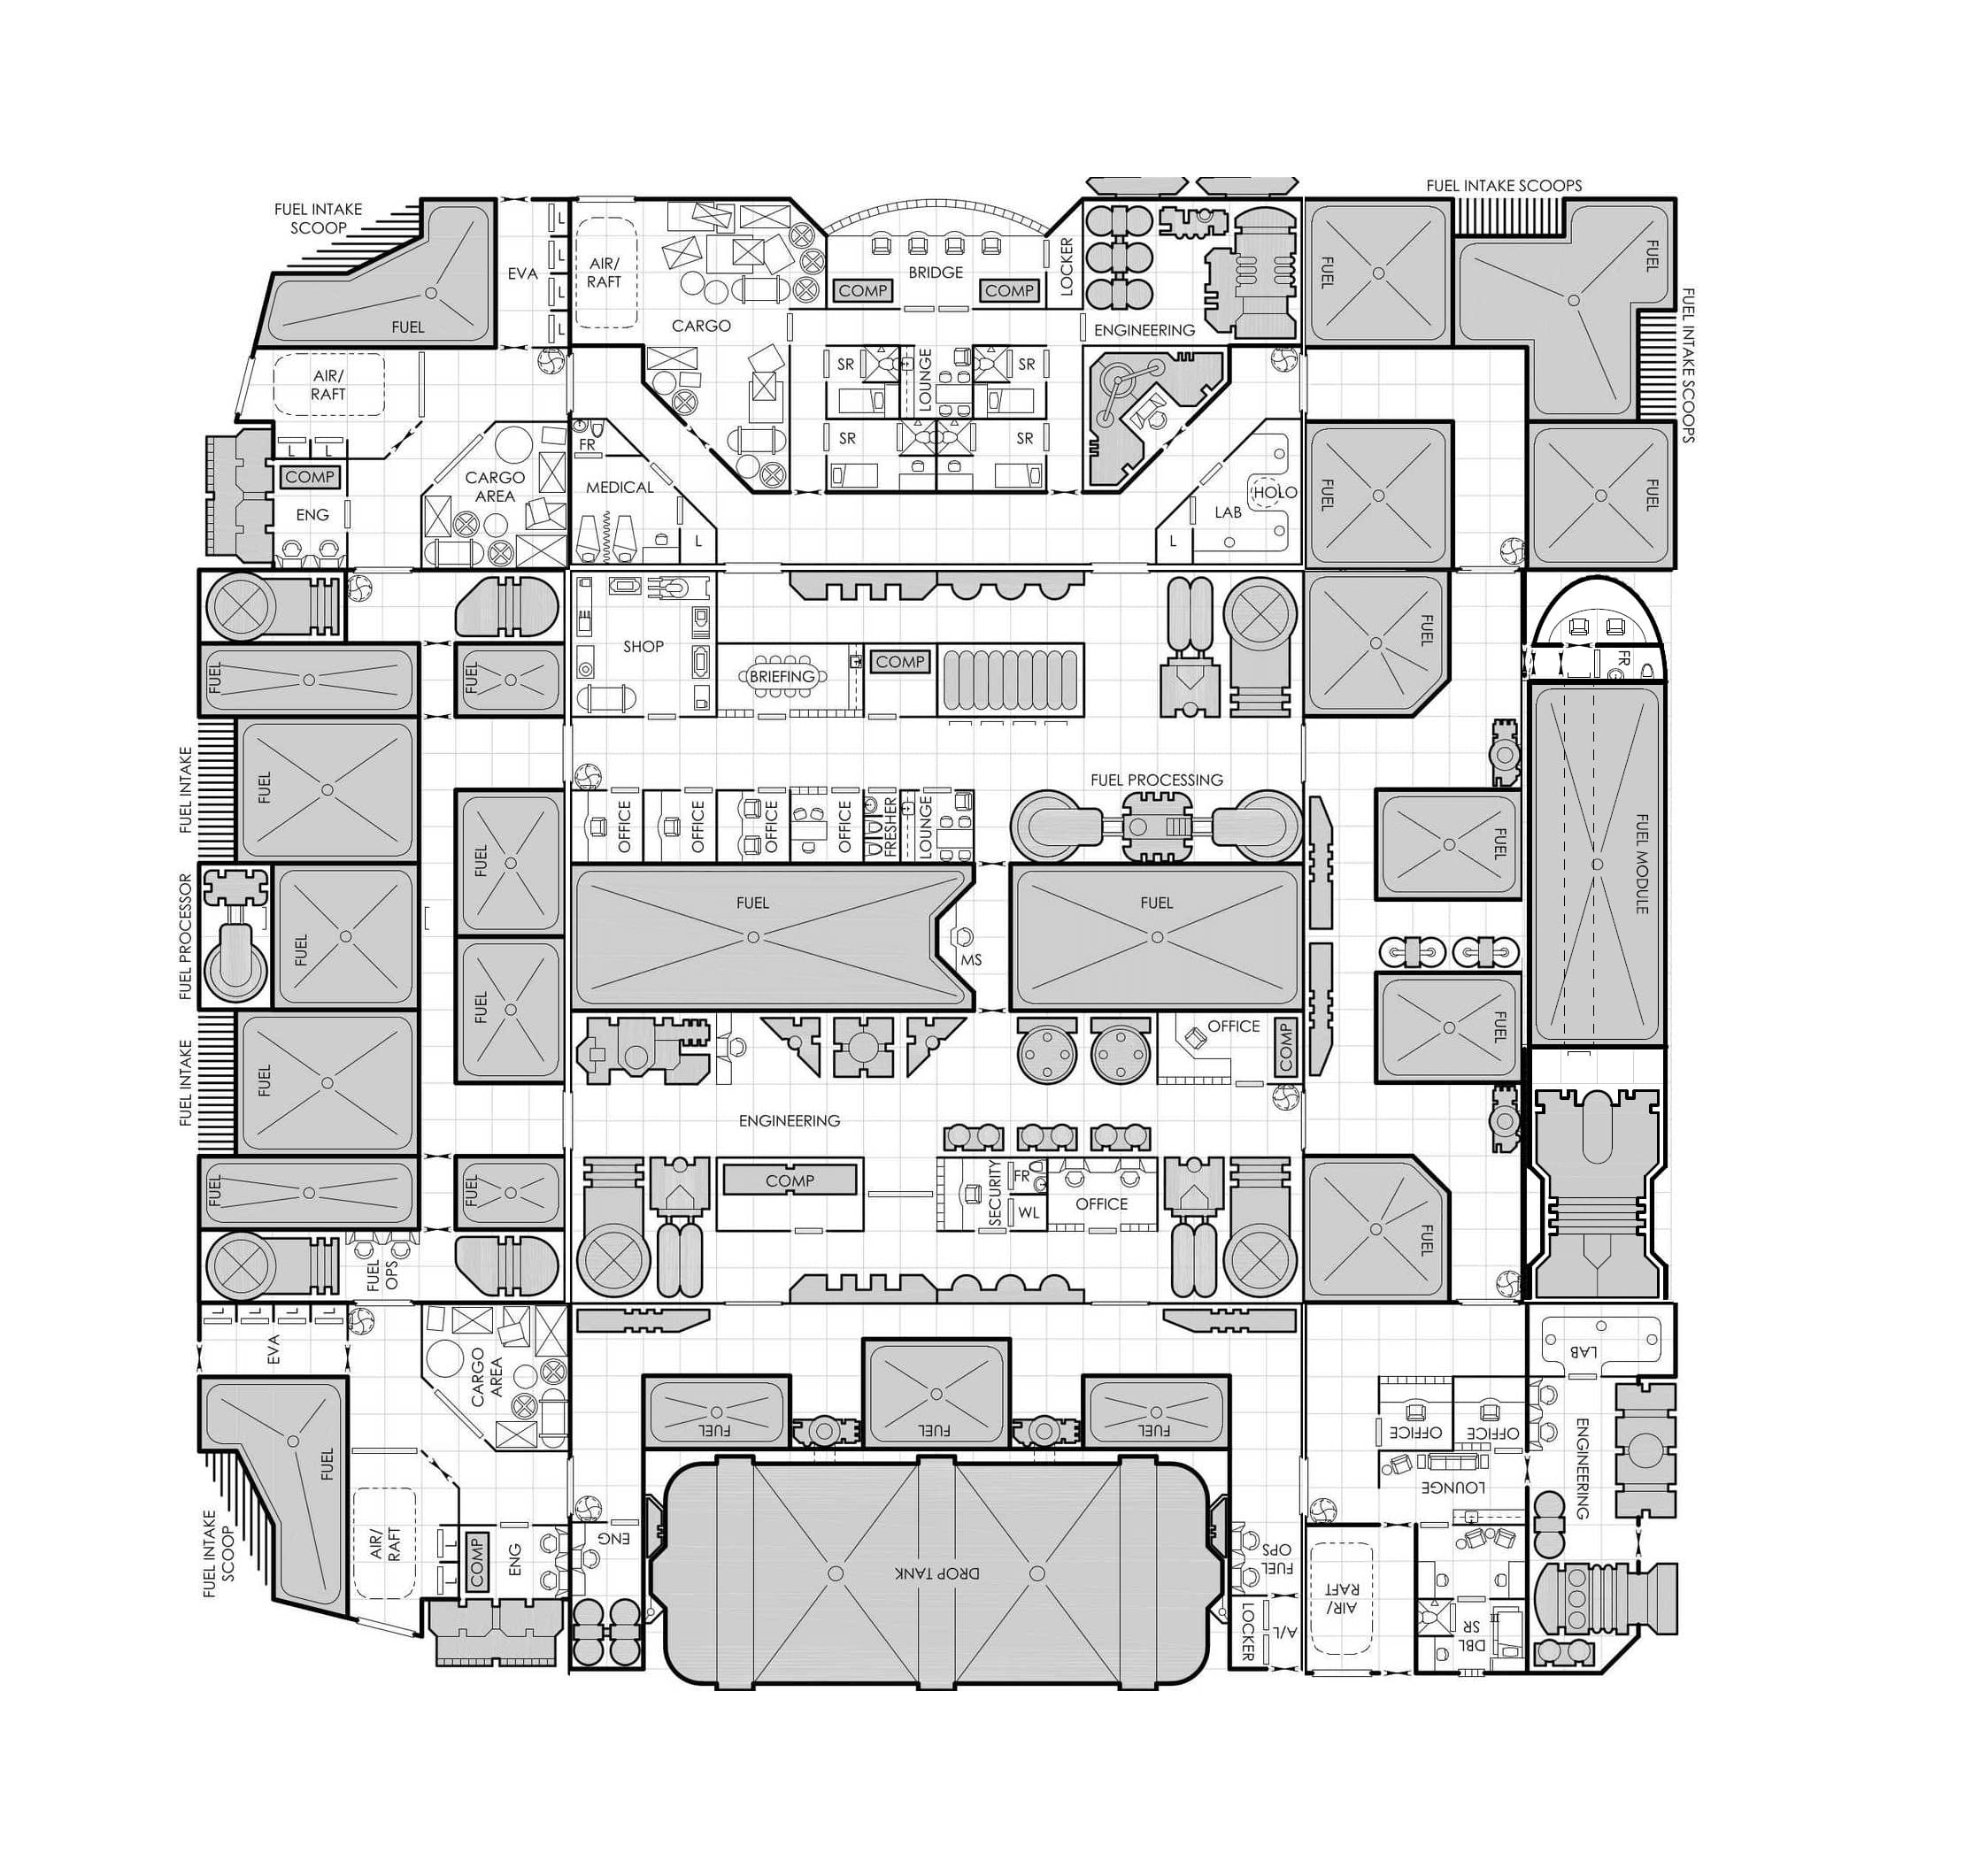 FUEL INTAKE SCOOPS
FUEL INTAKE
SCOOP
L
AIR/
RAFT
LOCKER
FUEL
FUEL
L
EVA
BRIDGE
L
COMP
COMP
FUEL
CARGO
L
ENGINEERING
FUEL INTAKE SCOOPS
FUEL INTAKE SCOOPS
AIR/
RAFT
SR
LOUNGE
SR
L
L
FR
SR
SR
COMP
CARGO
AREA
MEDICAL
HOLO
FUEL
FUEL
ENG
LAB
L
L
SHOP
FUEL
BRIEFING
COMP
FR
FUEL
FUEL
FUEL INTAKE
FUEL
FUEL PROCESSING
OFFICE
OFFICE
OFFICE
OFFICE
FRESHER
LOUNGE
FUEL
FUEL
FUEL MODULE
FUEL PROCESSOR
FUEL
FUEL
FUEL
MS
FUEL
FUEL
OFFICE
COMP
FUEL INTAKE
FUEL
ENGINEERING
FUEL
FUEL
COMP
SECURITY
FR
WL
OFFICE
FUEL
FUEL
OPS
L
L
L
L
EVA
CARGO
AREA
LAB
FUEL
FUEL
FUEL
FUEL
OFFICE
OFFICE
ENGINEERING
LOUNGE
FUEL INTAKE
SCOOP
AIR/
RAFT
L
L
COMP
ENG
ENG
DROP TANK
FUEL
OPS
AIR/
RAFT
LOCKER
A/L
DBL
SR